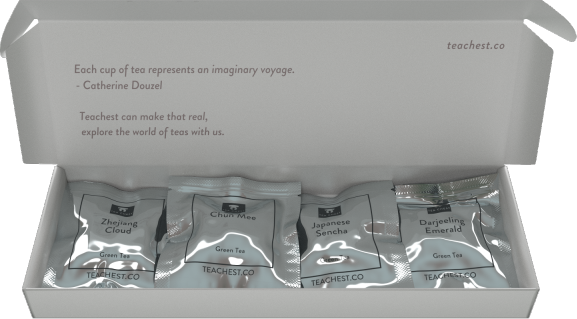 teachest.co
Each cup of tea represents an imaginary voyage.
- Catherine Douzel
Teachest can make that real,
explore the world of teas with us.
Zhejiang
Cloud
Green Tea
TEACHEST.CO
Chun Mee
Green Tea
TEACHEST.CO
Japanese
Sencha
TEACHEST.CO
Darjeeling
Emerald
Green Tea
TEACHEST.CO